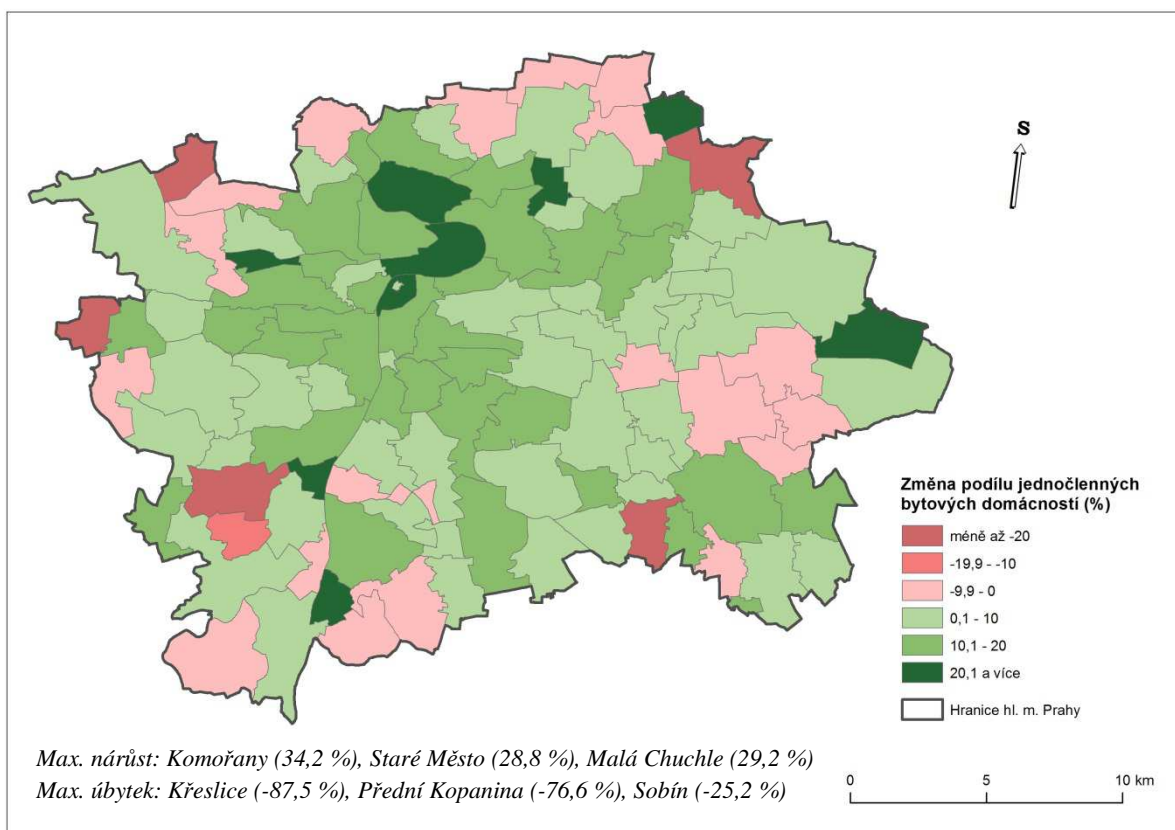 S
Změna podílu jednočlenných
bytových domácností (%)
méně až -20
-19,9 - -10
-9,9 - 0
0,1 - 10
10,1 - 20
20,1 a více
Hranice hl. m. Prahy
Max. nárůst: Komořany (34,2 %), Staré Město (28,8 %), Malá Chuchle (29,2 %)
Max. úbytek: Křeslice (-87,5 %), Přední Kopanina (-76,6 %), Sobín (-25,2 %)
0 5 10 km